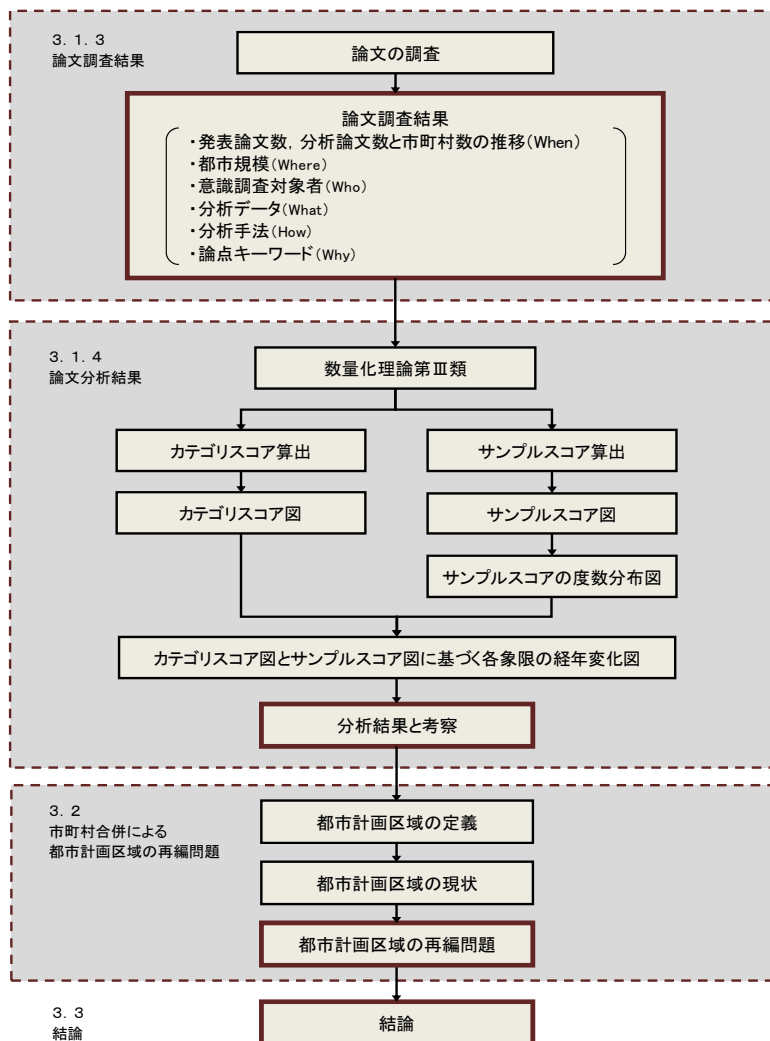 3．1．3
論文調査結果
論文の調査
論文調査結果
・発表論文数，分析論文数と市町村数の推移(When)
・都市規模(Where)
・意識調査対象者(Who)
・分析データ(What)
・分析手法(How)
・論点キーワード(Why)
3．1．4
論文分析結果
数量化理論第Ⅲ類
カテゴリスコア算出
サンプルスコア算出
カテゴリスコア図
サンプルスコア図
サンプルスコアの度数分布図
カテゴリスコア図とサンプルスコア図に基づく各象限の経年変化図
分析結果と考察
3．2
市町村合併による
都市計画区域の再編問題
都市計画区域の定義
都市計画区域の現状
都市計画区域の再編問題
3．3
結論
結論